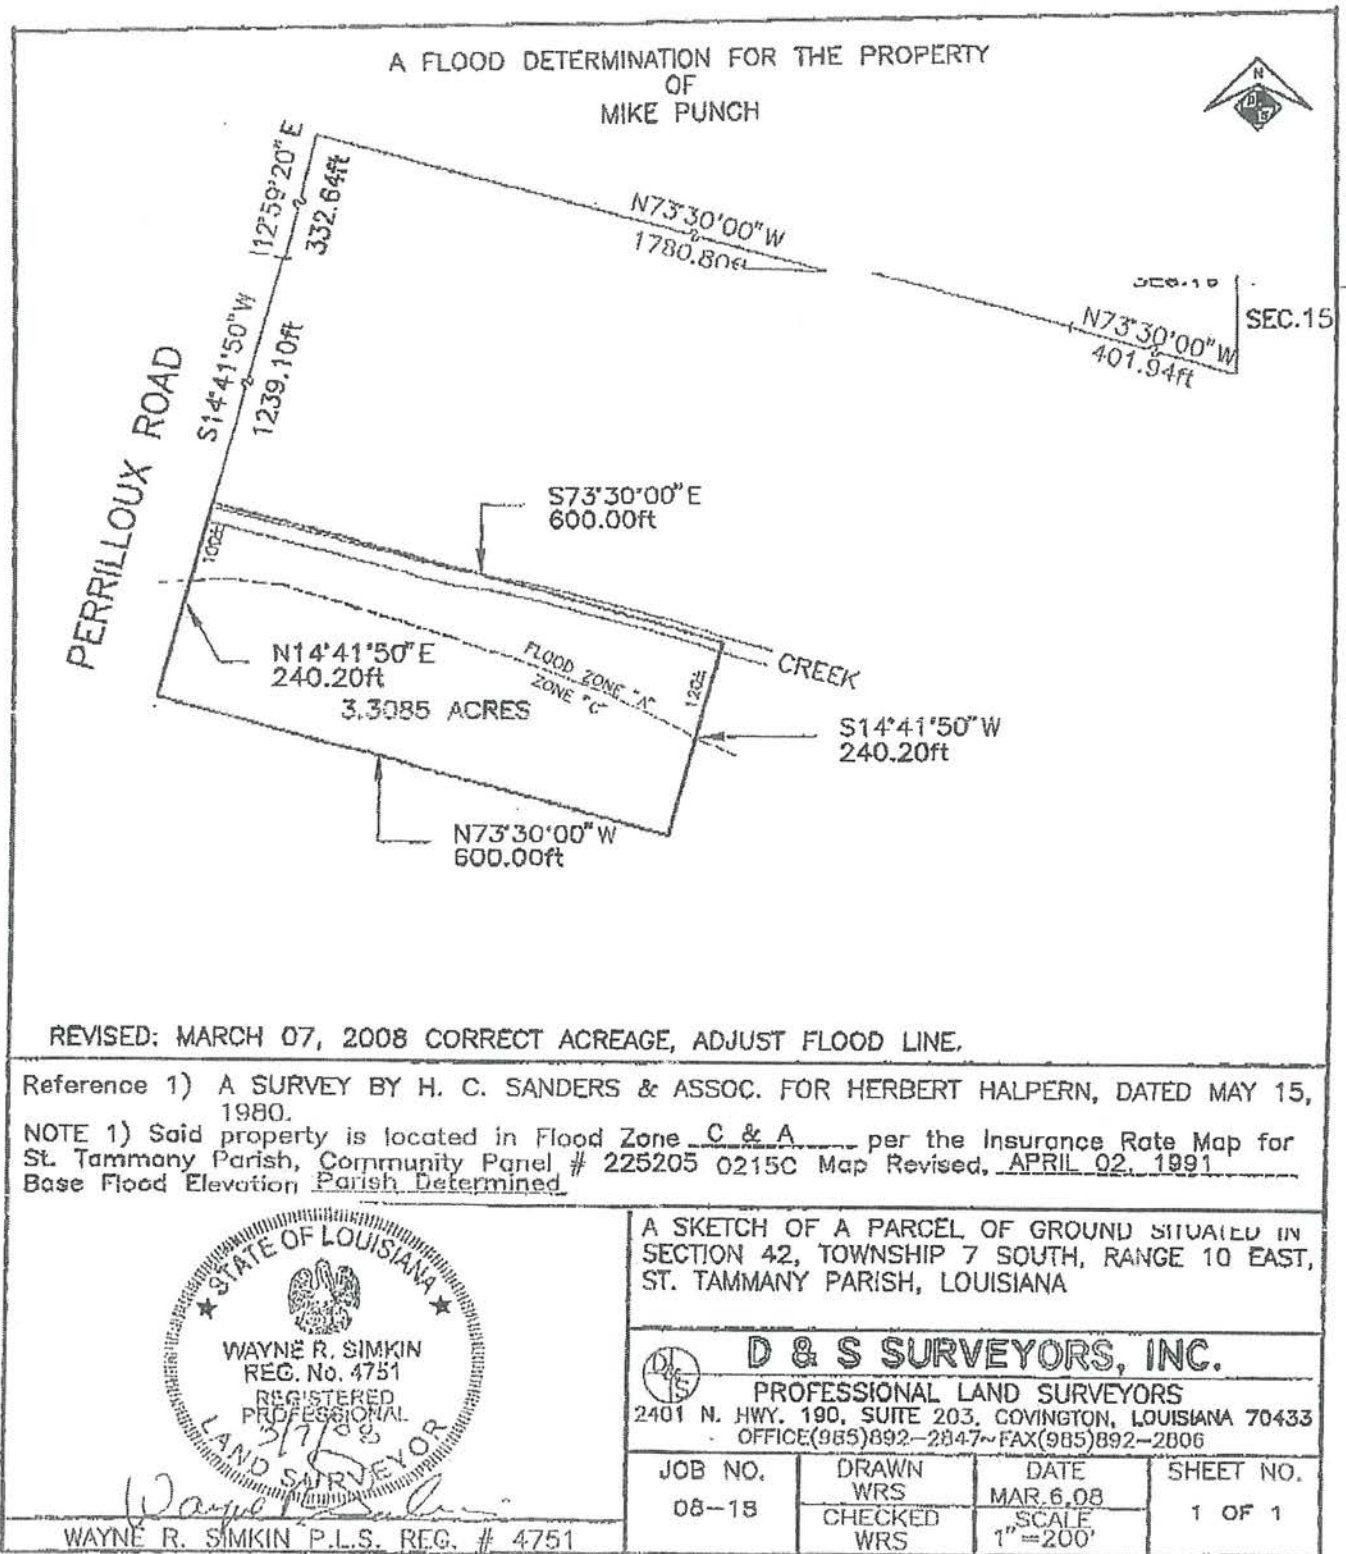 A FLOOD DETERMINATION FOR THE PROPERTY
OF
MIKE PUNCH
N
D
S
12°59'20" E
332.64ft
N73°30'00"W
1780.80ft
SEC.15
N73°30'00"W
401.94ft
S14°41'50"W
1239.10ft
PERRILLOUX ROAD
S73°30'00"E
600.00ft
100ft
N14°41'50"E
240.20ft
3.3085 ACRES
FLOOD ZONE "A"
ZONE "C"
120ft
CREEK
S14°41'50"W
240.20ft
N73°30'00"W
600.00ft
REVISED: MARCH 07, 2008 CORRECT ACREAGE, ADJUST FLOOD LINE.
Reference 1) A SURVEY BY H. C. SANDERS & ASSOC. FOR HERBERT HALPERN, DATED MAY 15,
1980.
NOTE 1) Said property is located in Flood Zone C & A per the Insurance Rate Map for
St. Tammany Parish, Community Panel # 225205 0215C Map Revised, APRIL 02, 1991
Base Flood Elevation Parish Determined
STATE OF LOUISIANA
WAYNE R. SIMKIN
REG. No. 4751
REGISTERED
PROFESSIONAL
3/7/08
LAND SURVEYOR
WAYNE R. SIMKIN P.L.S. REG. # 4751
A SKETCH OF A PARCEL OF GROUND SITUATED IN
SECTION 42, TOWNSHIP 7 SOUTH, RANGE 10 EAST,
ST. TAMMANY PARISH, LOUISIANA
D&S
D & S SURVEYORS, INC.
PROFESSIONAL LAND SURVEYORS
2401 N. HWY. 190, SUITE 203, COVINGTON, LOUISIANA 70433
OFFICE(985)892-2847~FAX(985)892-2806
JOB NO.
08-18
DRAWN
WRS
CHECKED
WRS
DATE
MAR.6,08
SCALE
1"=200'
SHEET NO.
1 OF 1